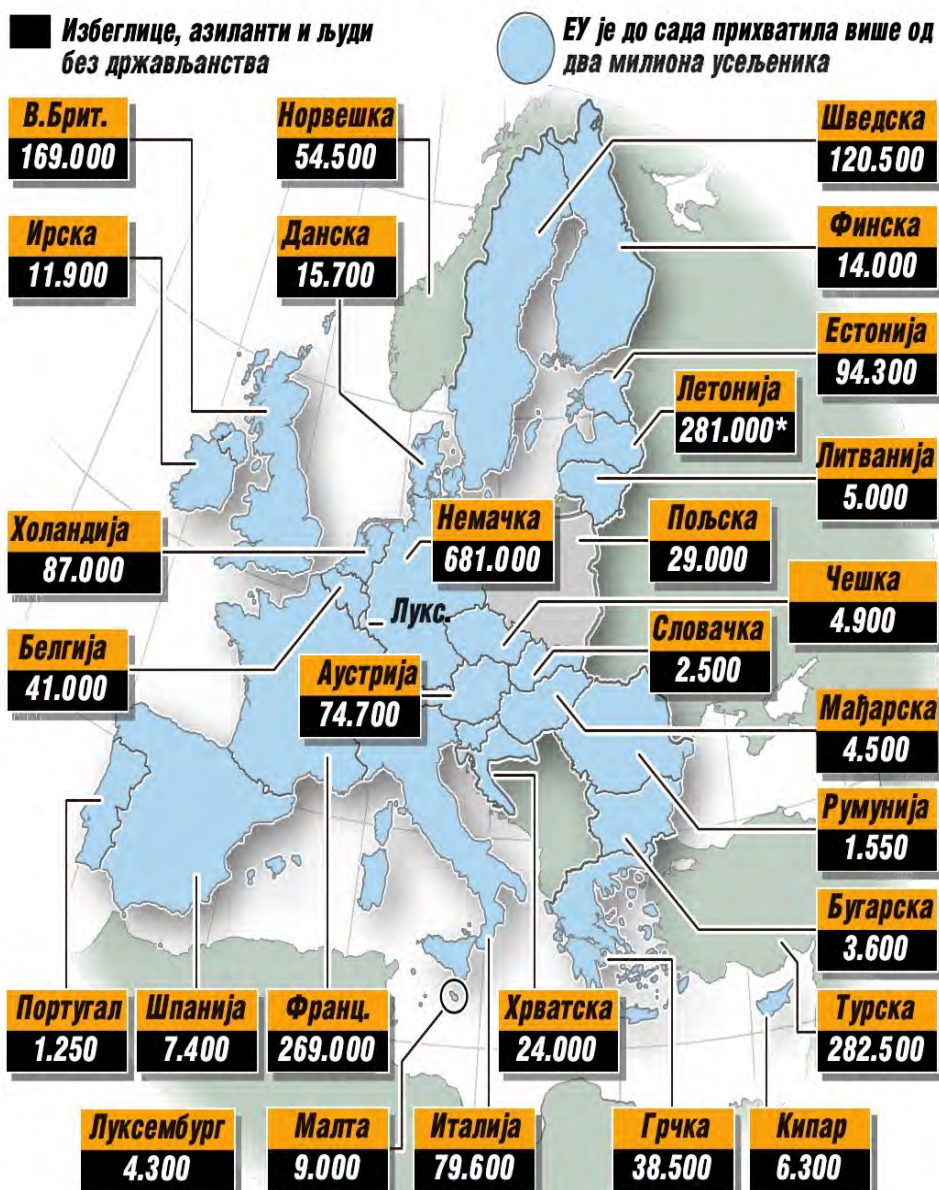 Избеглице, азиланти и људи
без држављанства
ЕУ је до сада прихватила више од
два милиона усељеника
В.Брит.
169.000
Норвешка
54.500
Шведска
120.500
Ирска
11.900
Данска
15.700
Финска
14.000
Естонија
94.300
Летонија
281.000*
Литванија
5.000
Холандија
87.000
Немачка
681.000
Пољска
29.000
Чешка
4.900
Лукс.
Словачка
2.500
Белгија
41.000
Аустрија
74.700
Мађарска
4.500
Румунија
1.550
Бугарска
3.600
Португал
1.250
Шпанија
7.400
Франц.
269.000
Хрватска
24.000
Турска
282.500
Луксембург
4.300
Малта
9.000
Италија
79.600
Грчка
38.500
Кипар
6.300